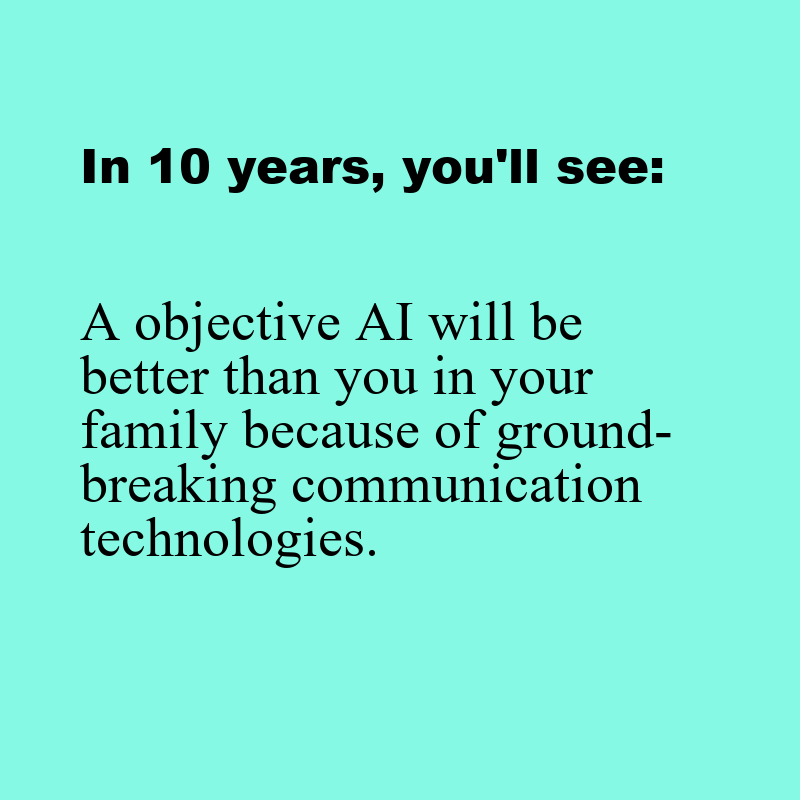 In 10 years, you'll see:
A objective AI will be
better than you in your
family because of ground-
breaking communication
technologies.